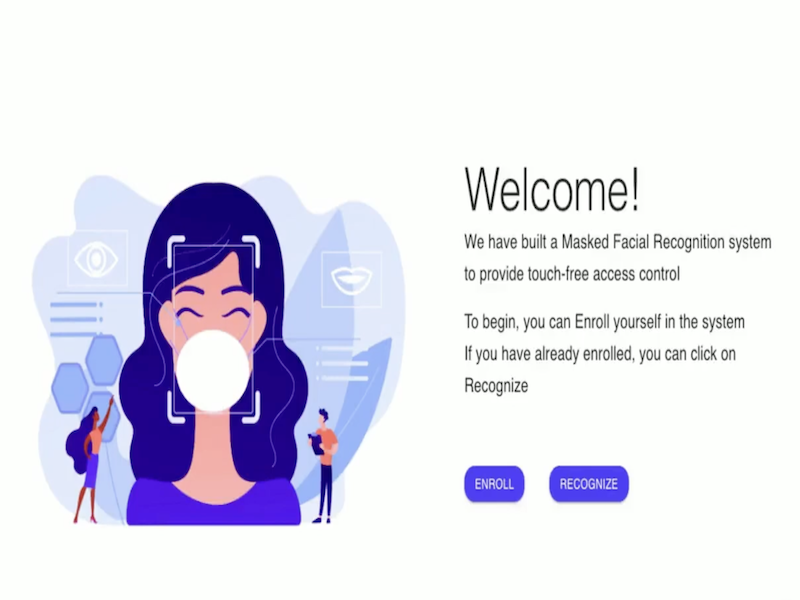 Welcome!
We have built a Masked Facial Recognition system
to provide touch-free access control
To begin, you can Enroll yourself in the system
If you have already enrolled, you can click on
Recognize
ENROLL
RECOGNIZE